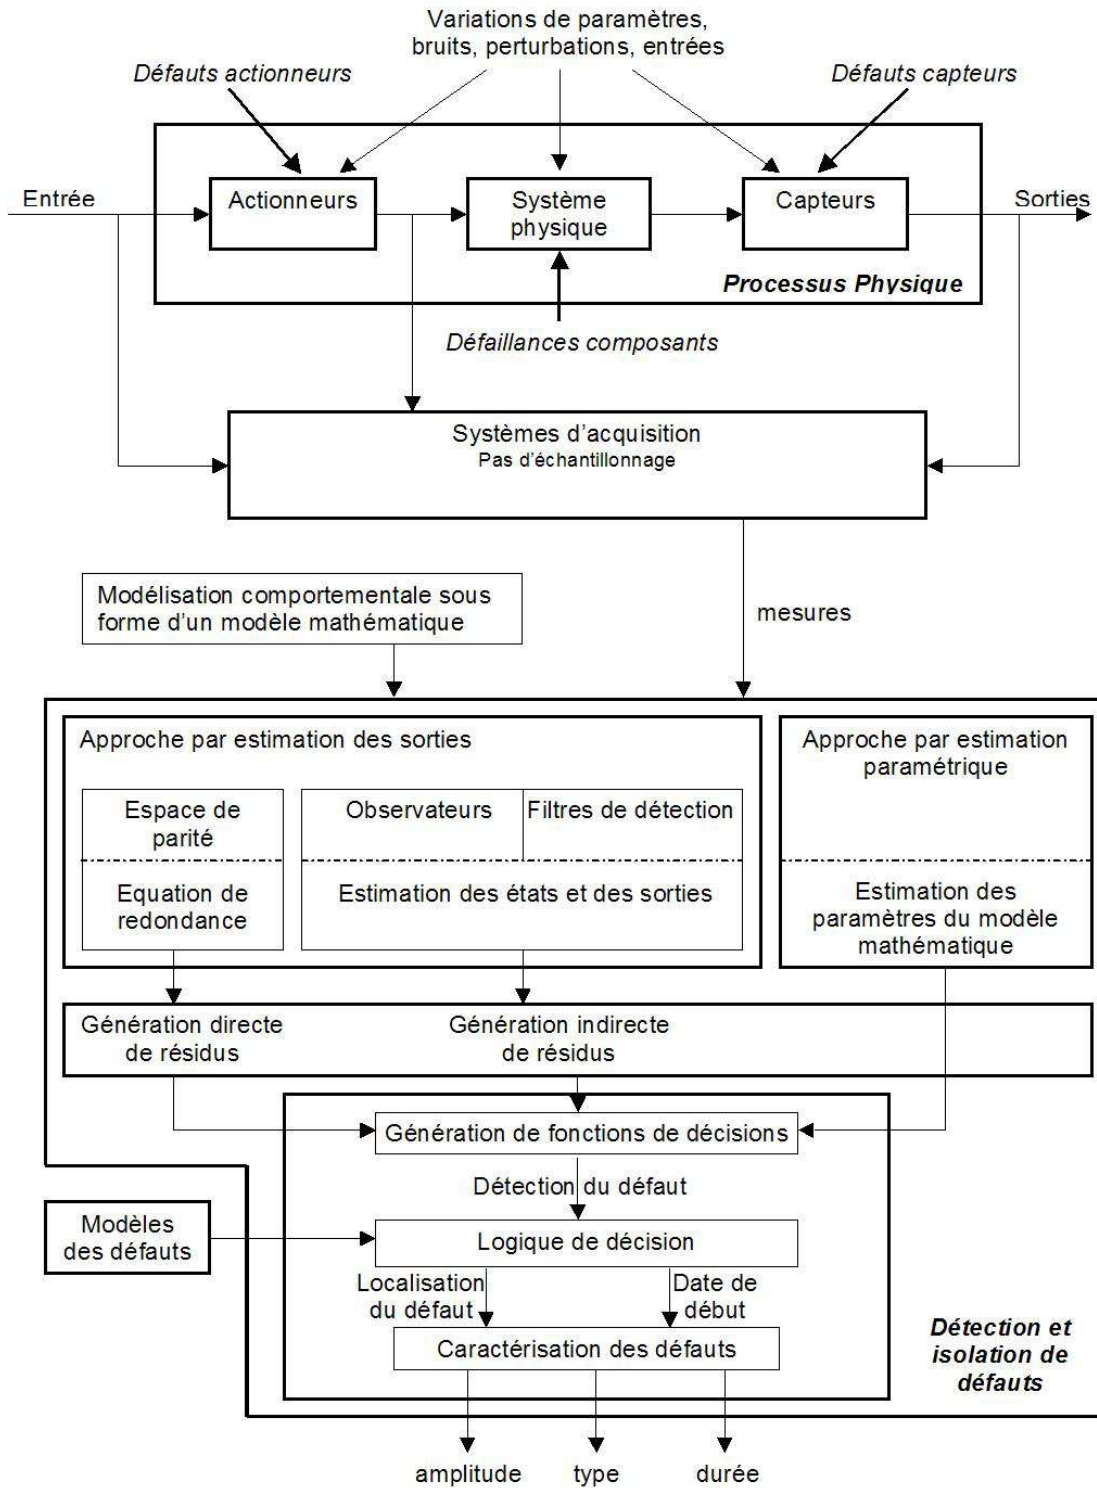 Variations de paramètres,
bruits, perturbations, entrées
Défauts actionneurs
Défauts capteurs
Entrée
Actionneurs
Système
physique
Capteurs
Sorties
Processus Physique
Défaillances composants
Systèmes d'acquisition
Pas d'échantillonnage
Modélisation comportementale sous
forme d'un modèle mathématique
mesures
Approche par estimation des sorties
Approche par estimation
paramétrique
Espace de
parité
Observateurs
Filtres de détection
Equation de
redondance
Estimation des états et des sorties
Estimation des
paramètres du modèle
mathématique
Génération directe
de résidus
Génération indirecte
de résidus
Génération de fonctions de décisions
Détection du défaut
Modèles
des défauts
Logique de décision
Localisation
du défaut
Date de
début
Caractérisation des défauts
Détection et
isolation de
défauts
amplitude
type
durée